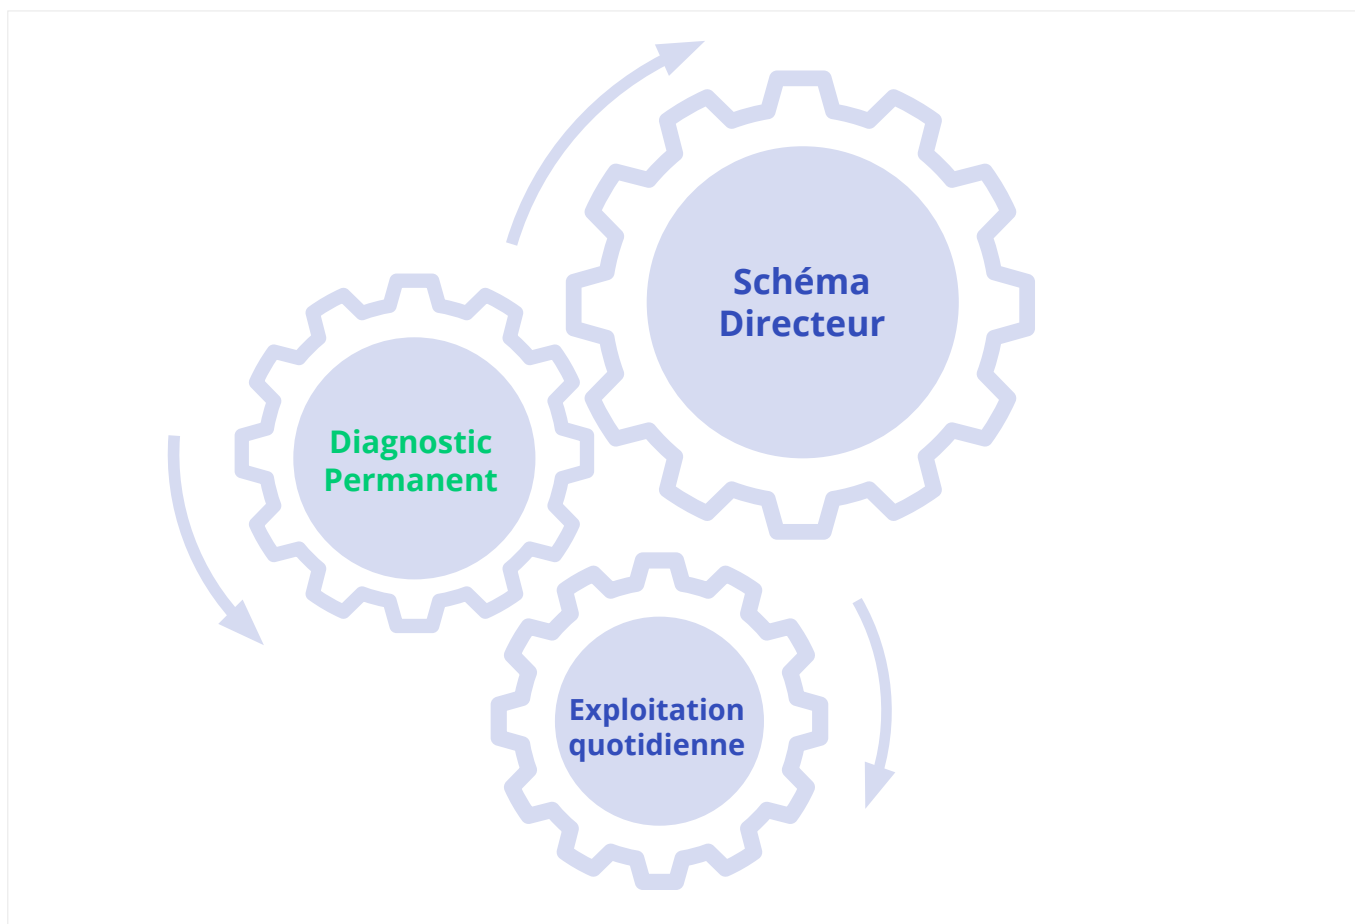 Schéma
Directeur
Diagnostic
Permanent
Exploitation
quotidienne